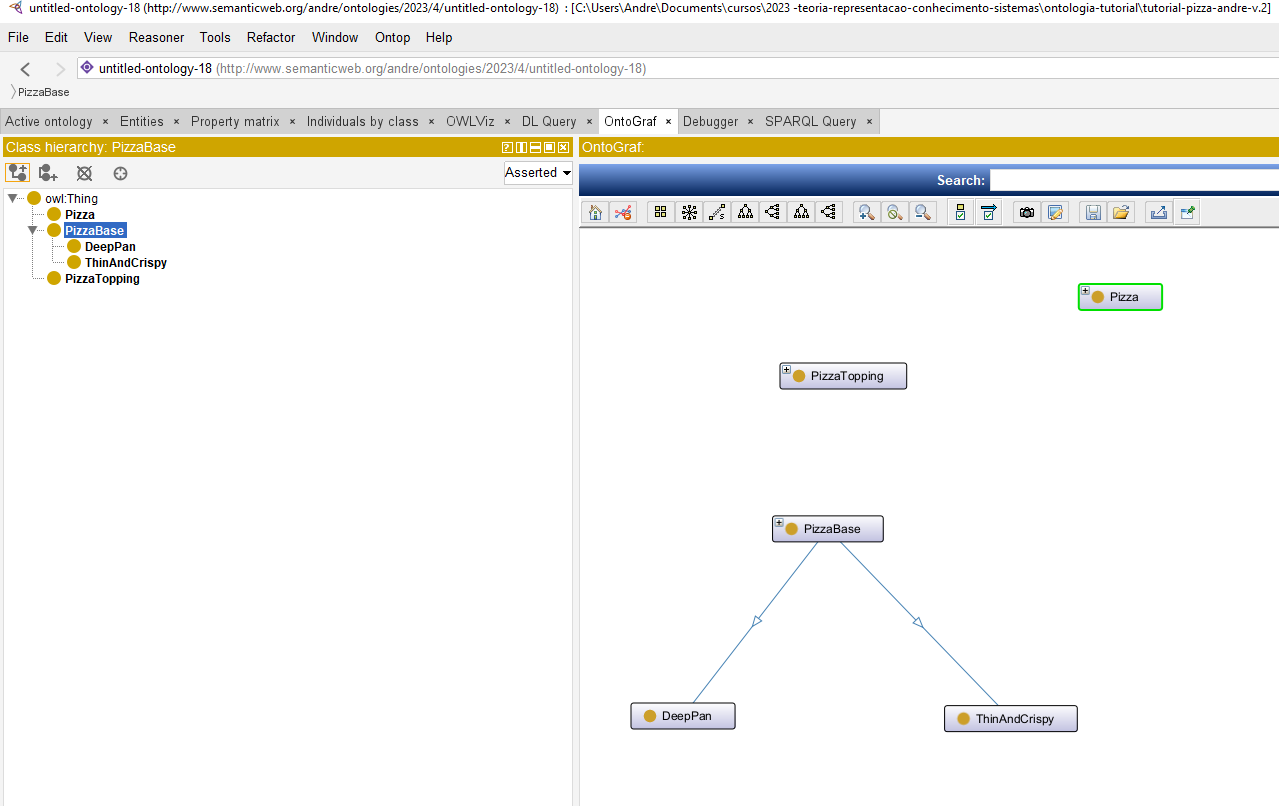 untitled-ontology-18 (http://www.semanticweb.org/andre/ontologies/2023/4/untitled-ontology-18) : [C:\Users\Andre\Documents\cursos\2023 -teoria-representacao-conhecimento-sistemas\ontologia-tutorial\tutorial-pizza-andre-v.2]
File Edit View Reasoner Tools Refactor Window Ontop Help
untitled-ontology-18 (http://www.semanticweb.org/andre/ontologies/2023/4/untitled-ontology-18)
PizzaBase
Active ontology × Entities × Property matrix × Individuals by class × OWLViz × DL Query × OntoGraf × Debugger × SPARQL Query ×
Class hierarchy: PizzaBase
Asserted
owl:Thing
Pizza
PizzaBase
DeepPan
ThinAndCrispy
PizzaTopping
OntoGraf:
Search:
Pizza
PizzaTopping
PizzaBase
DeepPan
ThinAndCrispy